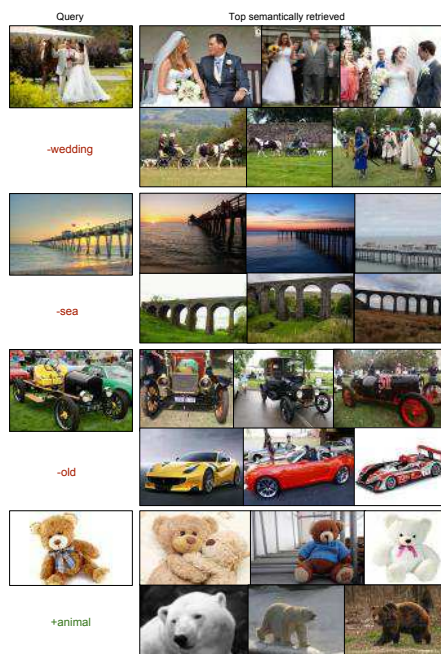 Query
Top semantically retrieved
-wedding
-sea
-old
+animal